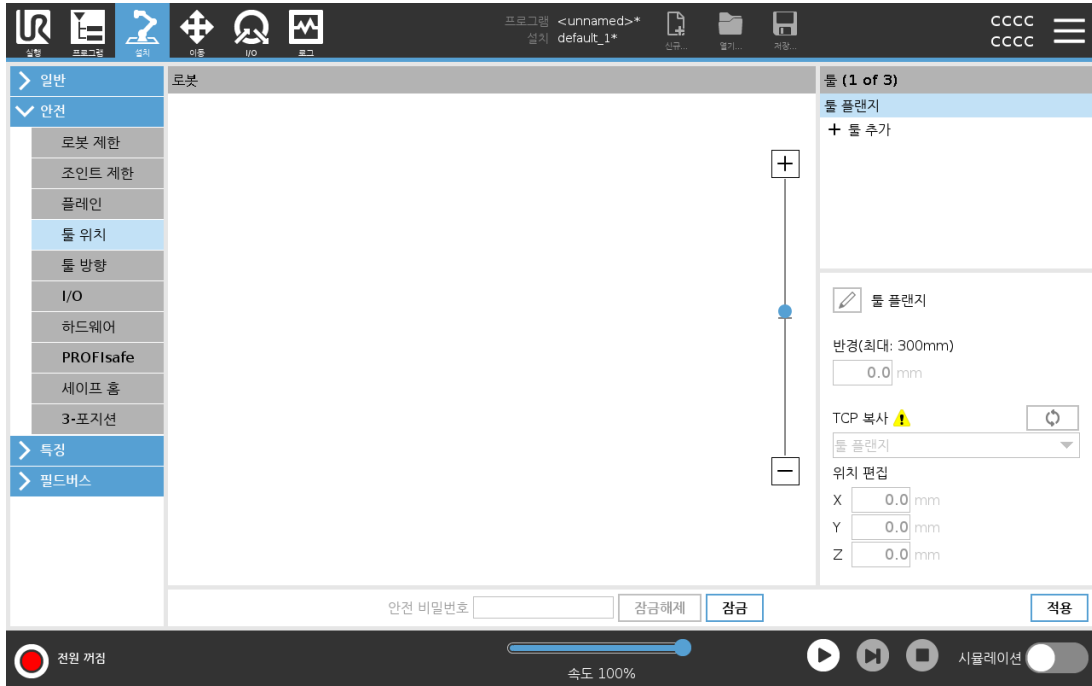 프로그램 <unnamed>*
설치 default_1*
실행 프로그램 설치 이동 I/O 로그 신규... 열기... 저장...
CCCC
CCCC
일반
안전
로봇 제한
조인트 제한
플레인
툴 위치
툴 방향
I/O
하드웨어
PROFIsafe
세이프 홈
3-포지션
특징
필드버스
로봇
툴 (1 of 3)
툴 플랜지
+ 툴 추가
툴 플랜지
반경(최대: 300mm)
0.0 mm
TCP 복사
툴 플랜지
위치 편집
X 0.0 mm
Y 0.0 mm
Z 0.0 mm
안전 비밀번호 잠금해제 잠금 적용
전원 꺼짐
속도 100%
시뮬레이션